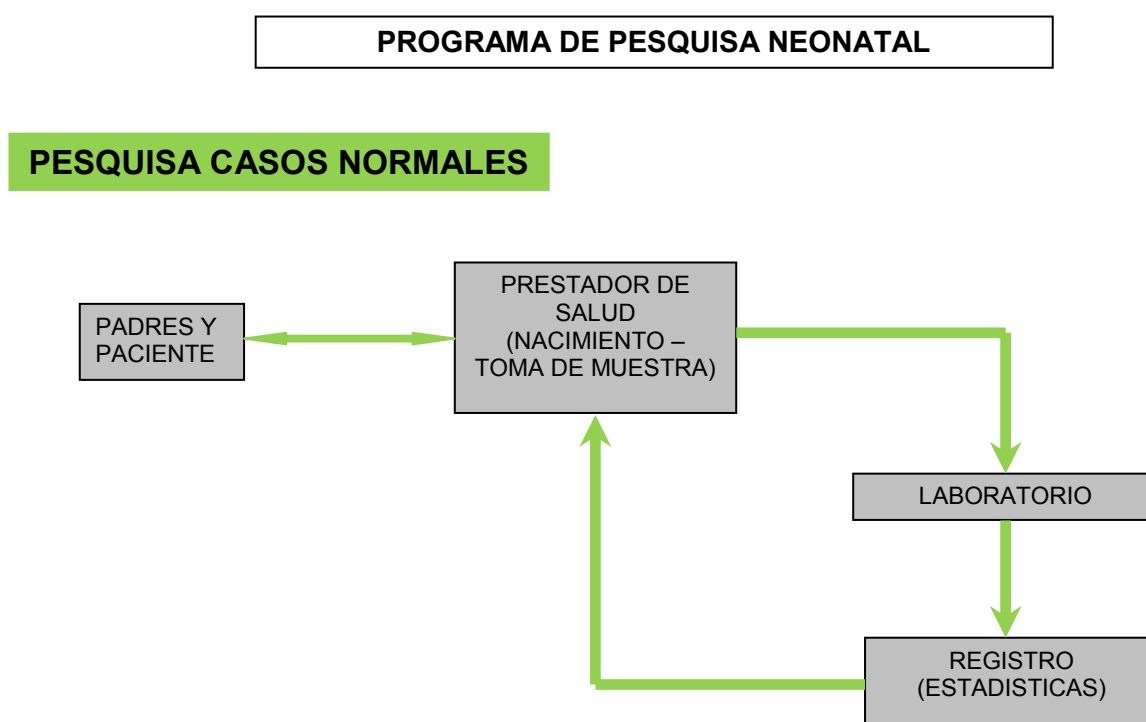 PROGRAMA DE PESQUISA NEONATAL
PESQUISA CASOS NORMALES
PADRES Y
PACIENTE
PRESTADOR DE
SALUD
(NACIMIENTO –
TOMA DE MUESTRA)
LABORATORIO
REGISTRO
(ESTADISTICAS)